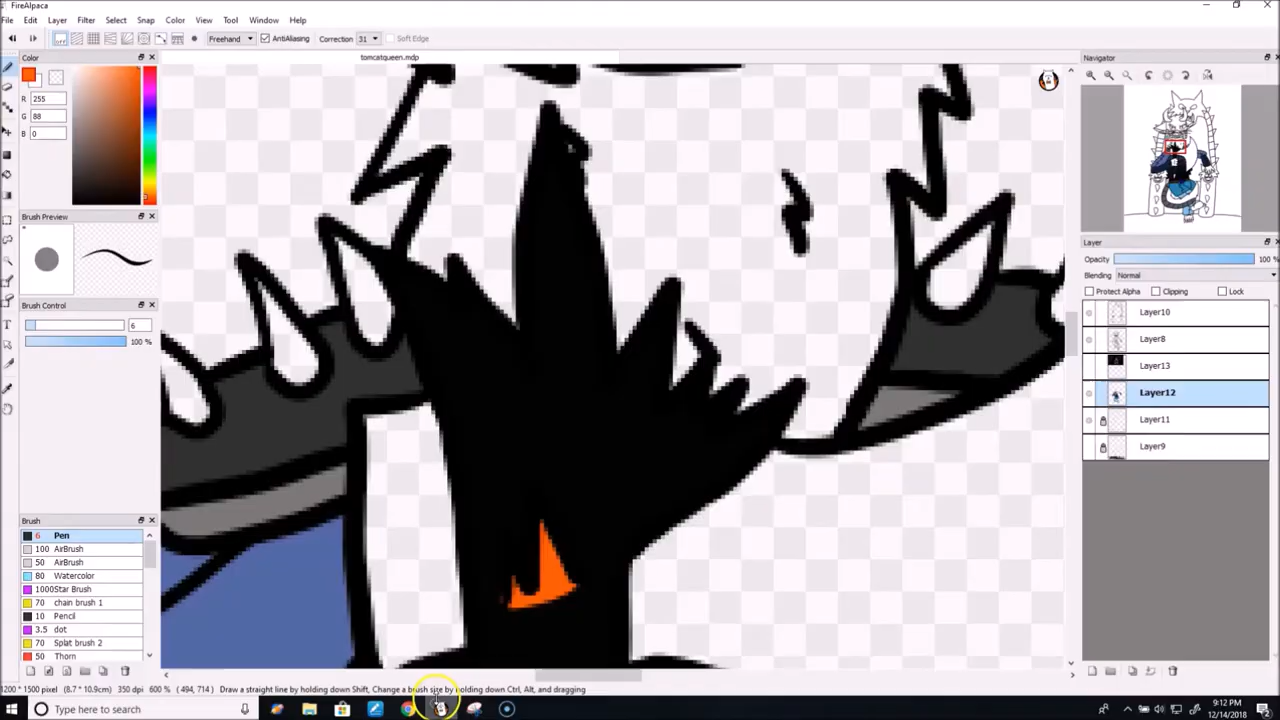 FireAlpaca
File Edit Layer Filter Select Snap Color View Tool Window Help
OFF Freehand AntiAliasing Correction 31 Soft Edge
Color
tomcatqueen.mdp
Navigator
R 255
G 88
B 0
Brush Preview
Layer
Opacity 100 %
Blending Normal
Protect Alpha Clipping Lock
Brush Control
6
100 %
Layer10
Layer8
Layer13
Layer12
Layer11
Layer9
Brush
6 Pen
100 AirBrush
50 AirBrush
80 Watercolor
1000 Star Brush
70 chain brush 1
10 Pencil
3.5 dot
70 Splat brush 2
50 Thorn
1200 * 1500 pixel (8.7 * 10.9cm) 350 dpi 600 % ( 494, 714 ) Draw a straight line by holding down Shift, Change a brush size by holding down Ctrl, Alt, and dragging
Type here to search
9:12 PM
12/14/2018